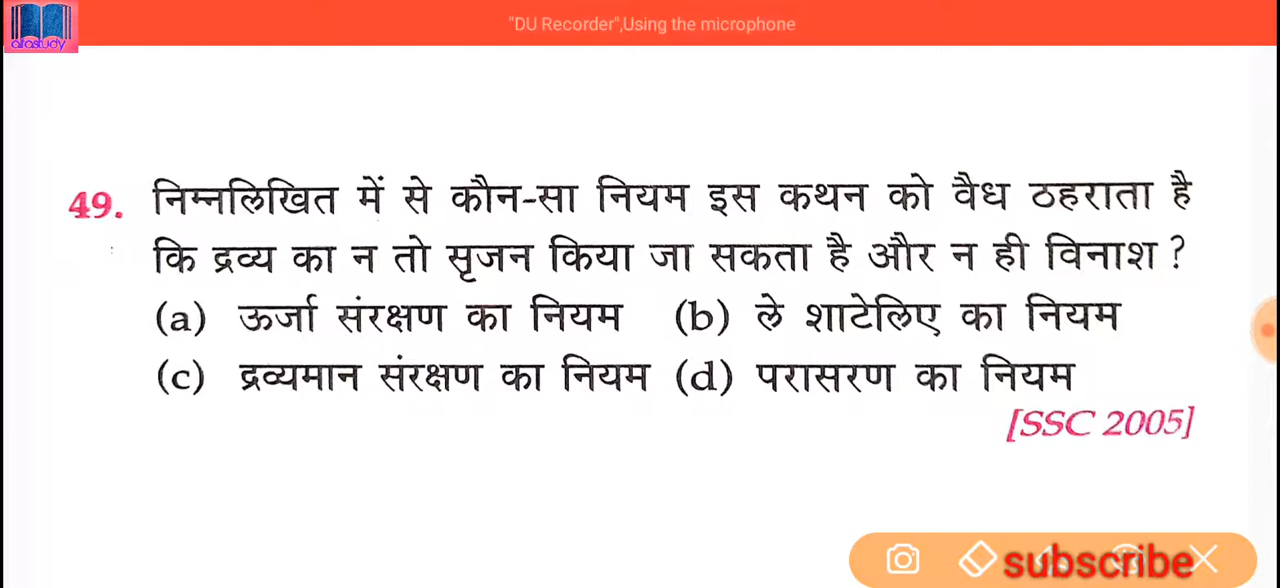 "DU Recorder",Using the microphone
alfastudy
49. निम्नलिखित में से कौन-सा नियम इस कथन को वैध ठहराता है
कि द्रव्य का न तो सृजन किया जा सकता है और न ही विनाश ?
(a) ऊर्जा संरक्षण का नियम (b) ले शाटेलिए का नियम
(c) द्रव्यमान संरक्षण का नियम (d) परासरण का नियम
[SSC 2005]
subscribe